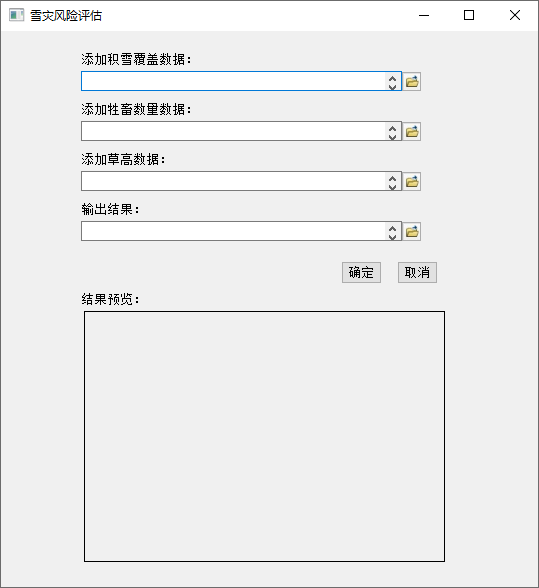 雪灾风险评估
添加积雪覆盖数据：
添加牲畜数量数据：
添加草高数据：
输出结果：
确定 取消
结果预览：